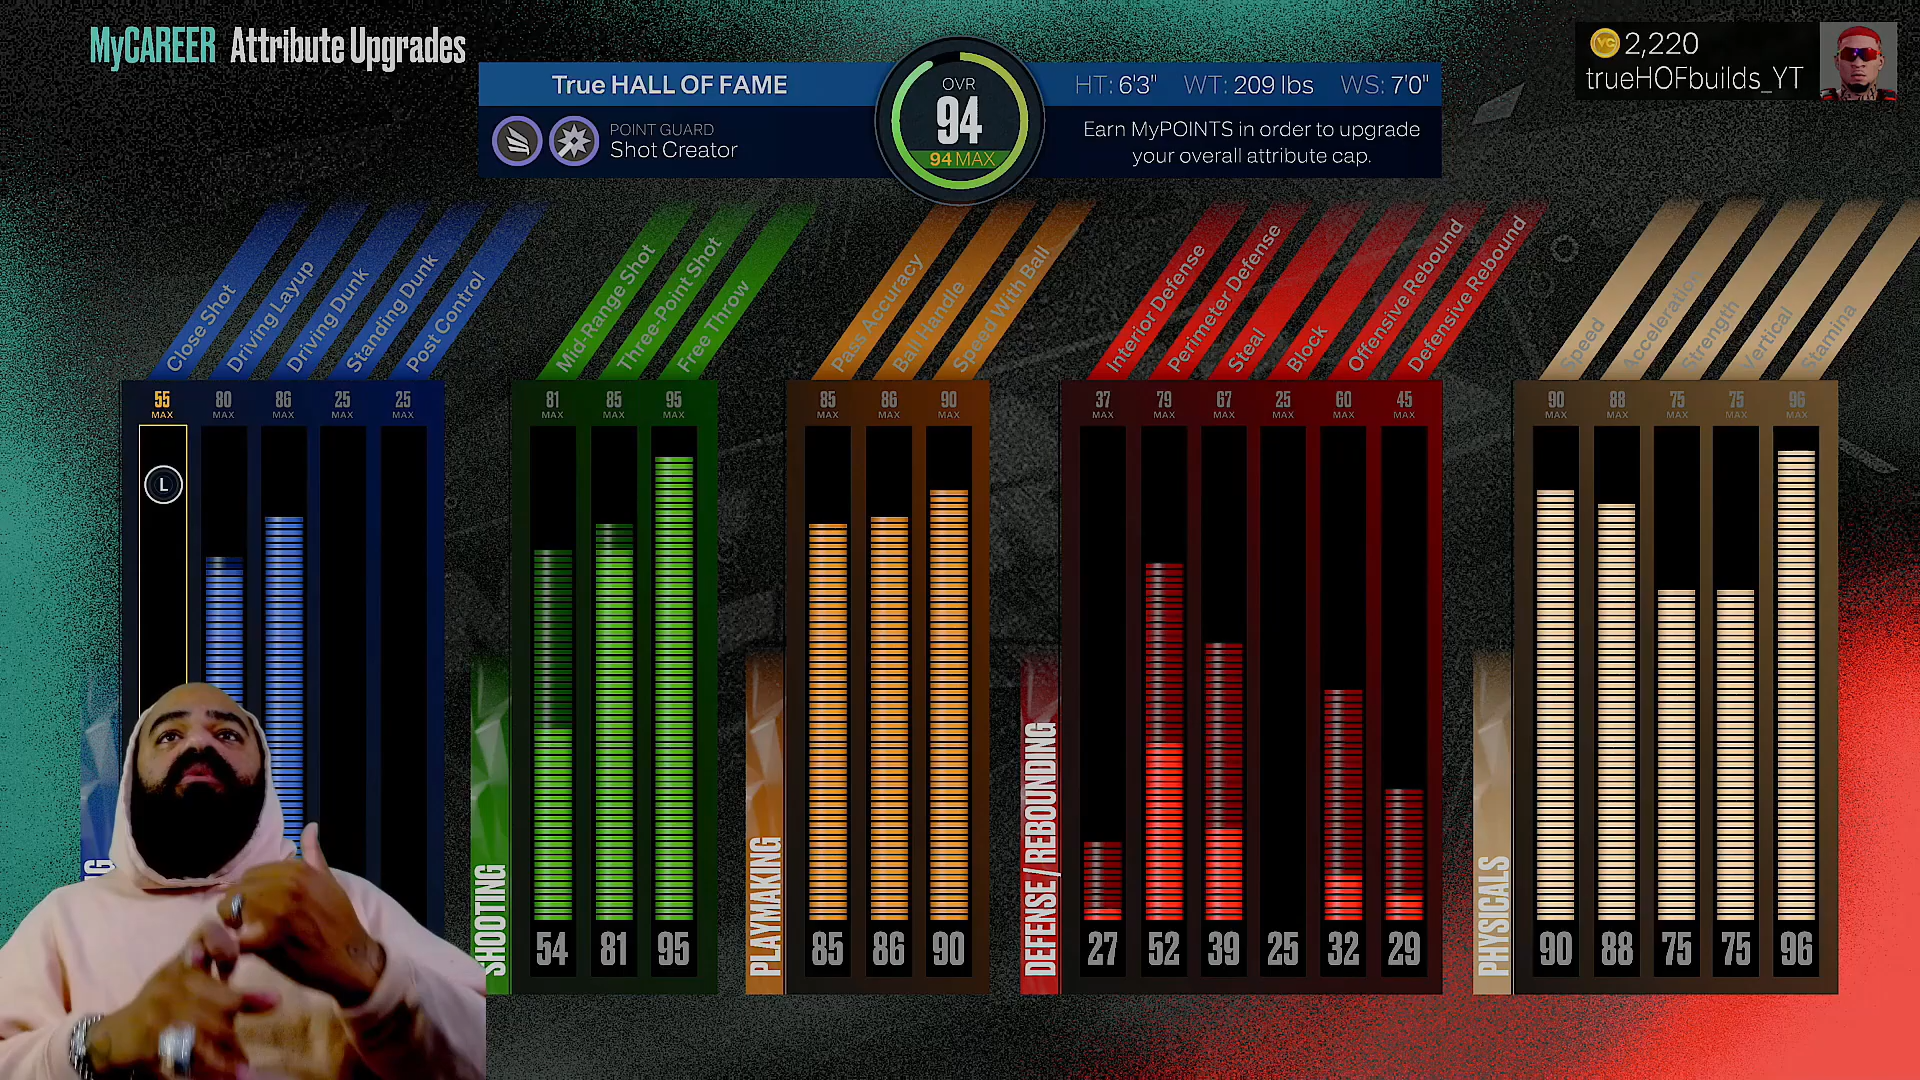 MyCAREER Attribute Upgrades
True HALL OF FAME
POINT GUARD
Shot Creator
OVR
94
94 MAX
HT: 6'3" WT: 209 lbs WS: 7'0"
Earn MyPOINTS in order to upgrade
your overall attribute cap.
VC 2,220
trueHOFbuilds_YT
Close Shot
Driving Layup
Driving Dunk
Standing Dunk
Post Control
55 80 86 25 25
MAX MAX MAX MAX MAX
L
Mid-Range Shot
Three-Point Shot
Free Throw
81 85 95
MAX MAX MAX
SHOOTING
54 81 95
Pass Accuracy
Ball Handle
Speed With Ball
85 86 90
MAX MAX MAX
PLAYMAKING
85 86 90
Interior Defense
Perimeter Defense
Steal
Block
Offensive Rebound
Defensive Rebound
37 79 67 25 60 45
MAX MAX MAX MAX MAX MAX
DEFENSE/REBOUNDING
27 52 39 25 32 29
Speed
Acceleration
Strength
Vertical
Stamina
90 88 75 75 96
MAX MAX MAX MAX MAX
PHYSICALS
90 88 75 75 96